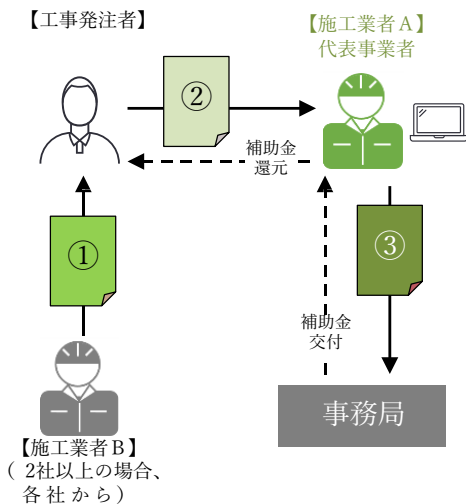 【工事発注者】
【施工業者A】
代表事業者
②
補助金
還元
①
③
補助金
交付
事務局
【施工業者B】
( 2社以上の場合、
各社から)